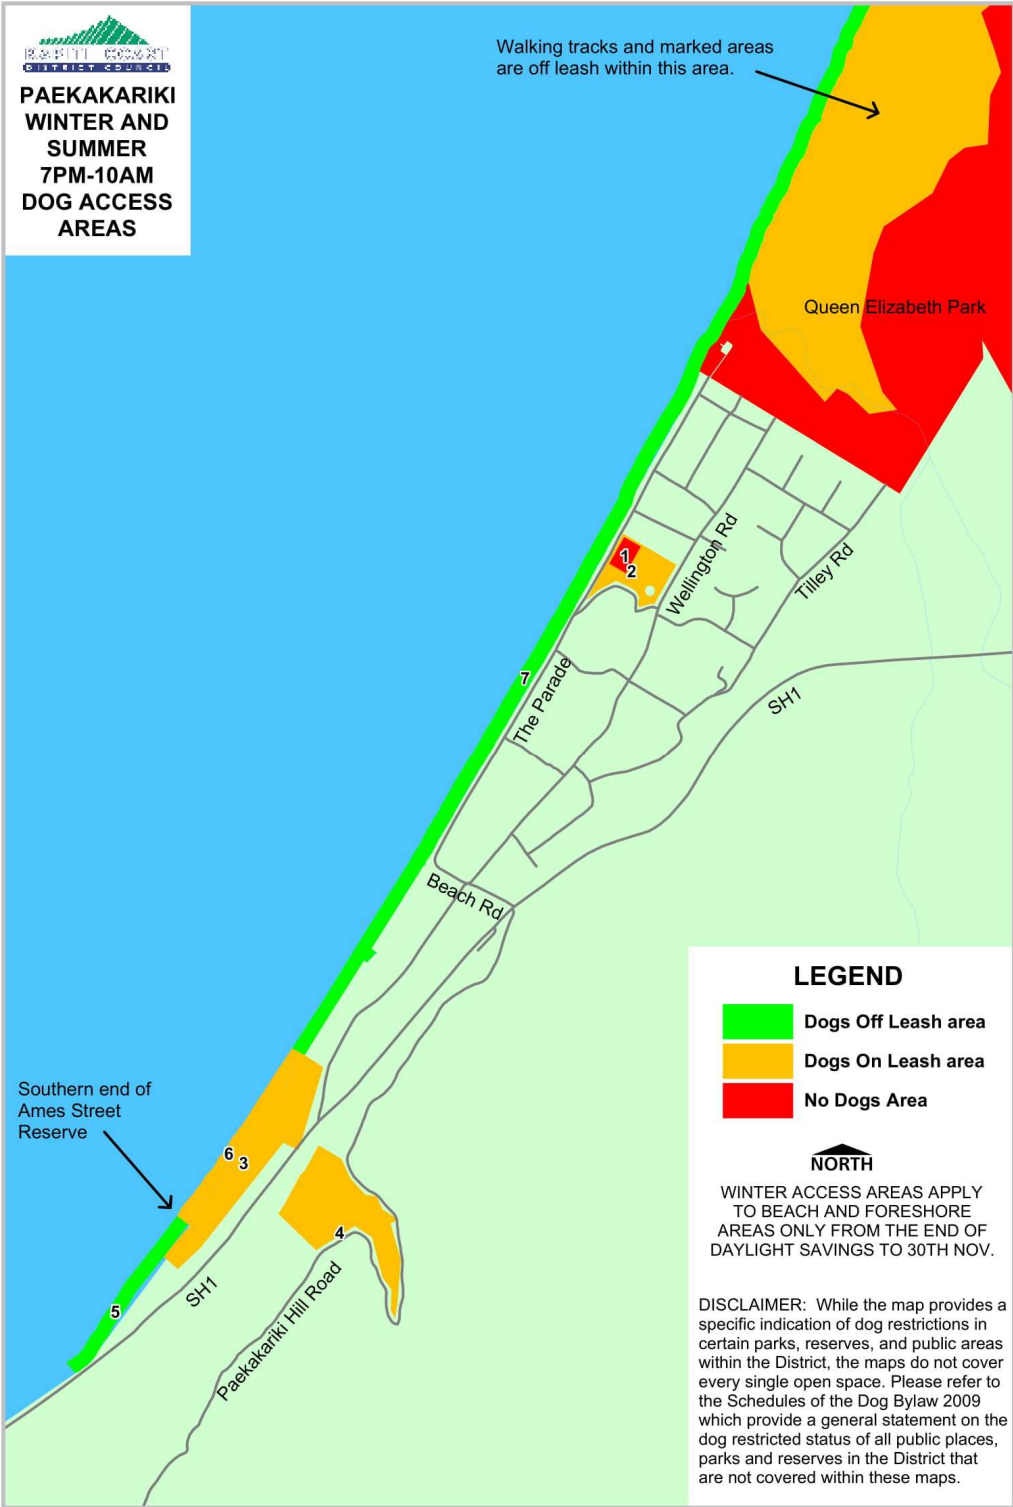 KAPITI COAST
DISTRICT COUNCIL
PAEKAKARIKI
WINTER AND
SUMMER
7PM-10AM
DOG ACCESS
AREAS
Walking tracks and marked areas
are off leash within this area.
Queen Elizabeth Park
1
2
Wellington Rd
Tilley Rd
7
The Parade
SH1
Beach Rd
Southern end of
Ames Street
Reserve
6
3
4
5
SH1
Paekakariki Hill Road
LEGEND
Dogs Off Leash area
Dogs On Leash area
No Dogs Area
NORTH
WINTER ACCESS AREAS APPLY
TO BEACH AND FORESHORE
AREAS ONLY FROM THE END OF
DAYLIGHT SAVINGS TO 30TH NOV.
DISCLAIMER: While the map provides a
specific indication of dog restrictions in
certain parks, reserves, and public areas
within the District, the maps do not cover
every single open space. Please refer to
the Schedules of the Dog Bylaw 2009
which provide a general statement on the
dog restricted status of all public places,
parks and reserves in the District that
are not covered within these maps.